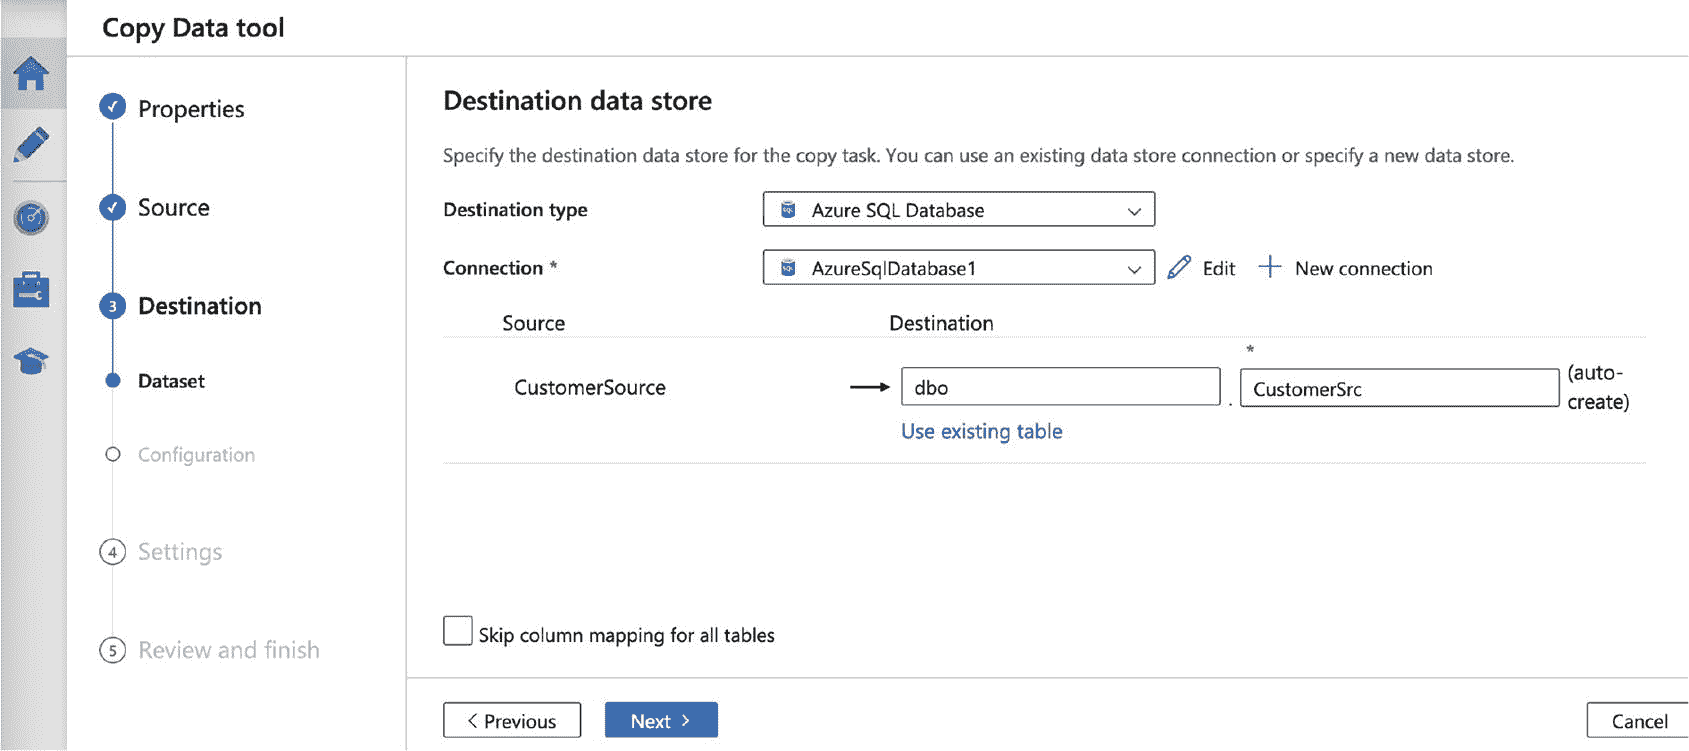 Copy Data tool
Properties
Source
3 Destination
Dataset
Configuration
4 Settings
5 Review and finish
Destination data store
Specify the destination data store for the copy task. You can use an existing data store connection or specify a new data store.
Destination type
SQL Azure SQL Database
Connection *
SQL AzureSqlDatabase1
Edit
New connection
Source Destination
*
CustomerSource dbo . CustomerSrc (auto-
create)
Use existing table
Skip column mapping for all tables
< Previous Next > Cancel